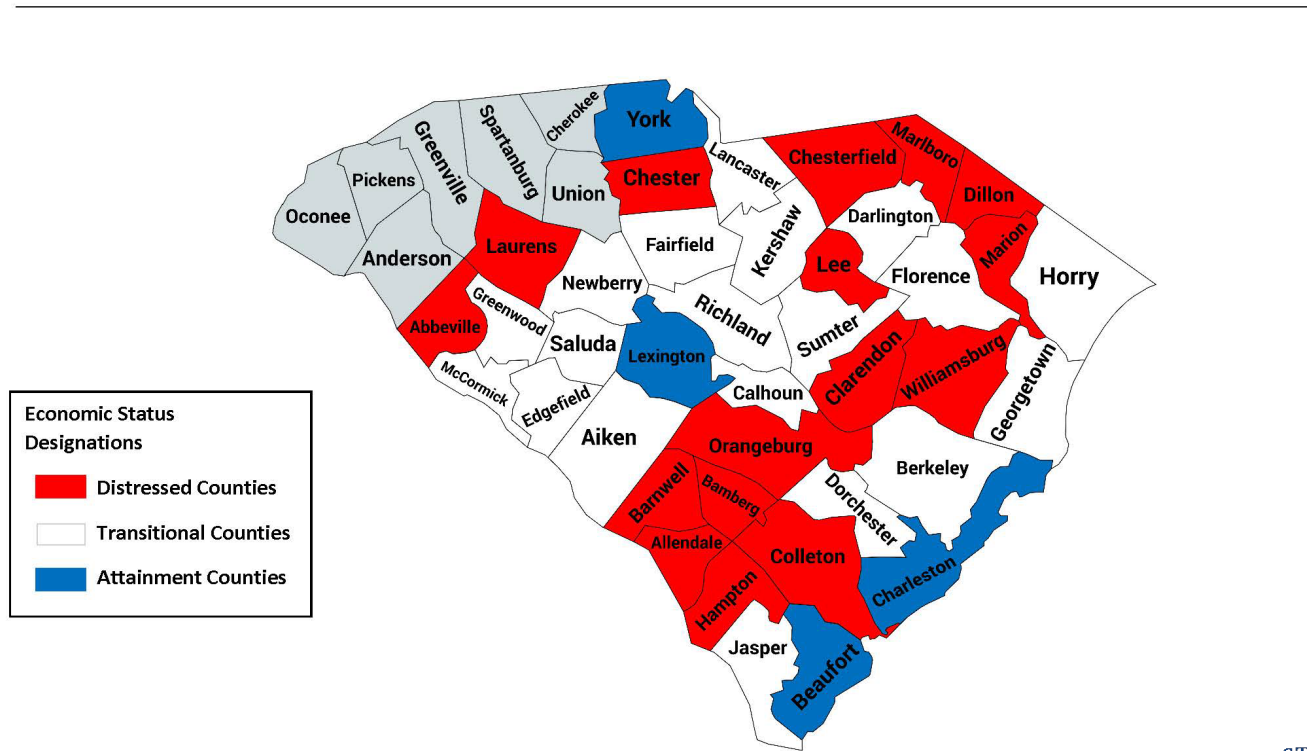 York
Cherokee
Spartanburg
Greenville
Pickens
Oconee
Anderson
Union
Chester
Lancaster
Chesterfield
Marlboro
Dillon
Darlington
Marion
Horry
Laurens
Fairfield
Kershaw
Lee
Florence
Newberry
Greenwood
Abbeville
Saluda
Richland
Sumter
Lexington
Clarendon
Williamsburg
Georgetown
McCormick
Edgefield
Calhoun
Aiken
Orangeburg
Berkeley
Barnwell
Bamberg
Dorchester
Allendale
Colleton
Charleston
Hampton
Jasper
Beaufort
Economic Status
Designations
Distressed Counties
Transitional Counties
Attainment Counties